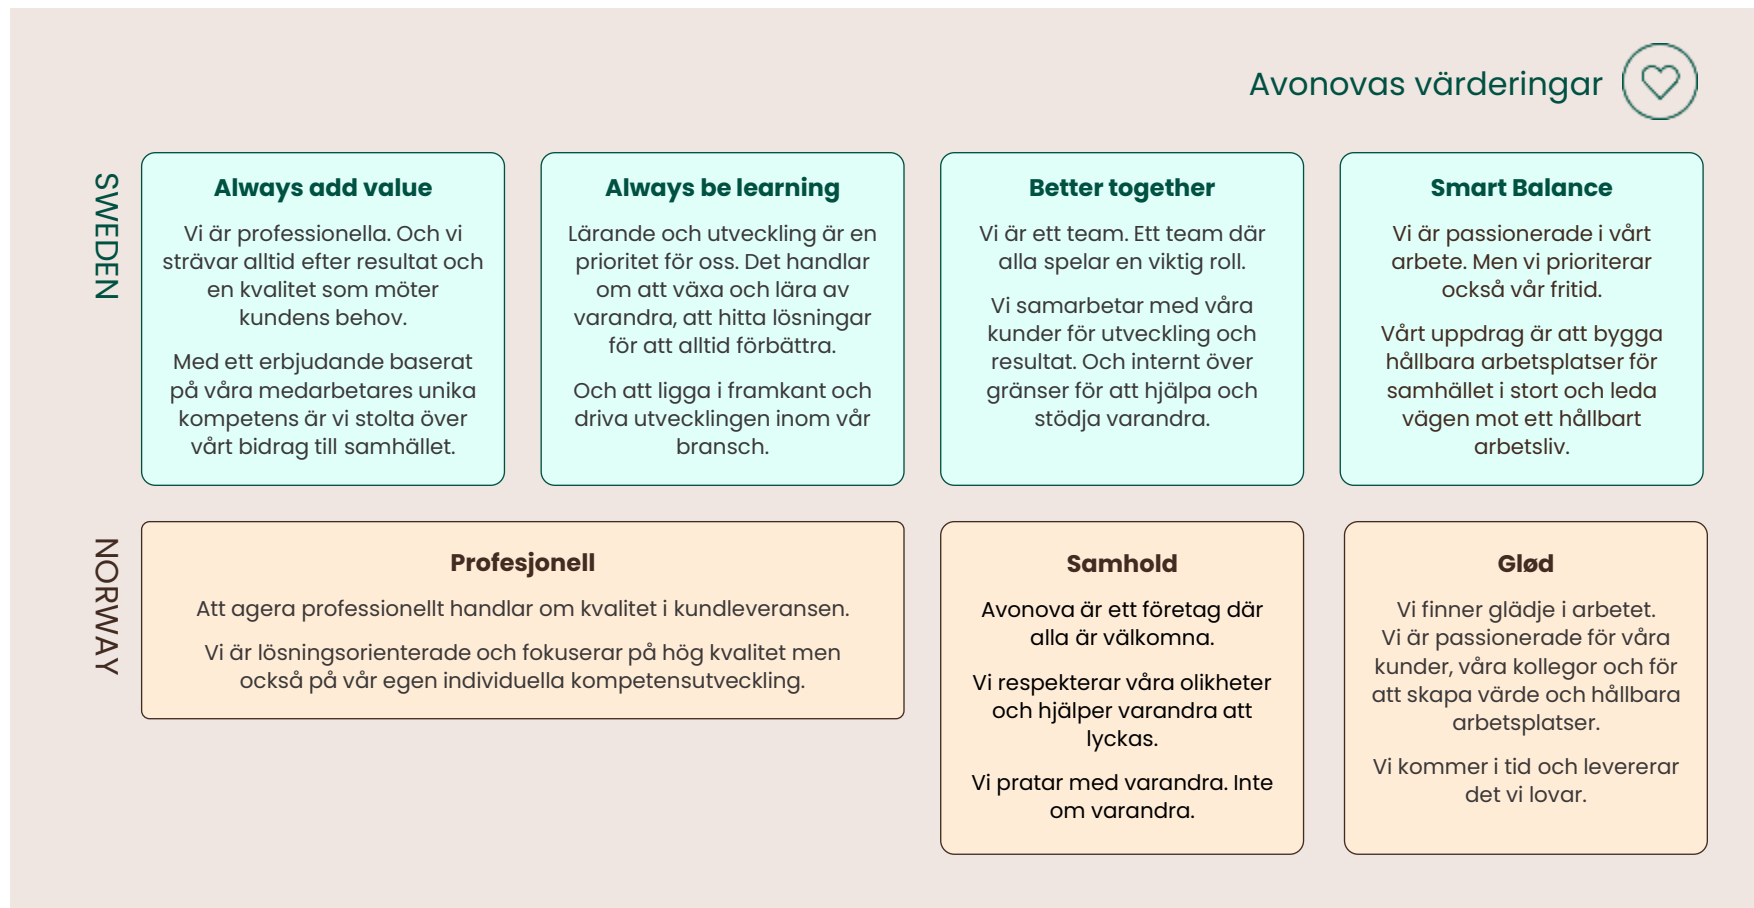 Avonovas värderingar
SWEDEN
Always add value
Vi är professionella. Och vi
strävar alltid efter resultat och
en kvalitet som möter
kundens behov.
Med ett erbjudande baserat
på våra medarbetares unika
kompetens är vi stolta över
vårt bidrag till samhället.
Always be learning
Lärande och utveckling är en
prioritet för oss. Det handlar
om att växa och lära av
varandra, att hitta lösningar
för att alltid förbättra.
Och att ligga i framkant och
driva utvecklingen inom vår
bransch.
Better together
Vi är ett team. Ett team där
alla spelar en viktig roll.
Vi samarbetar med våra
kunder för utveckling och
resultat. Och internt över
gränser för att hjälpa och
stödja varandra.
Smart Balance
Vi är passionerade i vårt
arbete. Men vi prioriterar
också vår fritid.
Vårt uppdrag är att bygga
hållbara arbetsplatser för
samhället i stort och leda
vägen mot ett hållbart
arbetsliv.
NORWAY
Profesjonell
Att agera professionellt handlar om kvalitet i kundleveransen.
Vi är lösningsorienterade och fokuserar på hög kvalitet men
också på vår egen individuella kompetensutveckling.
Samhold
Avonova är ett företag där
alla är välkomna.
Vi respekterar våra olikheter
och hjälper varandra att
lyckas.
Vi pratar med varandra. Inte
om varandra.
Glød
Vi finner glädje i arbetet.
Vi är passionerade för våra
kunder, våra kollegor och för
att skapa värde och hållbara
arbetsplatser.
Vi kommer i tid och levererar
det vi lovar.